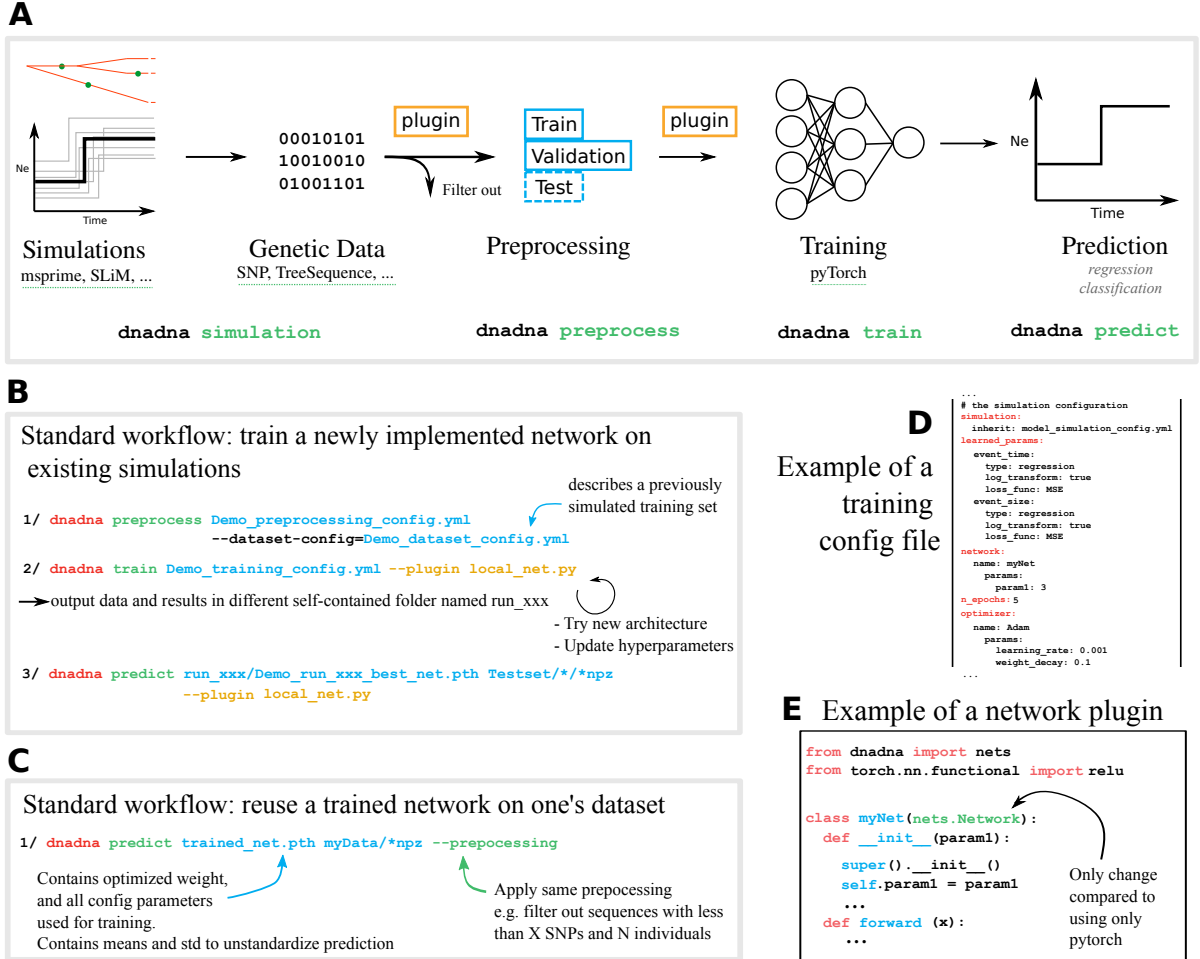 A
Ne
Time
00010101
10010010
01001101
plugin
Filter out
Train
Validation
Test
plugin
Ne
Time
Simulations
msprime, SLiM, ...
Genetic Data
SNP, TreeSequence, ...
Preprocessing
Training
pyTorch
Prediction
regression
classification
dnadna simulation
dnadna preprocess
dnadna train
dnadna predict
B
Standard workflow: train a newly implemented network on
existing simulations
describes a previously
simulated training set
1/ dnadna preprocess Demo_preprocessing_config.yml
--dataset-config=Demo_dataset_config.yml
2/ dnadna train Demo_training_config.yml --plugin local_net.py
output data and results in different self-contained folder named run_xxx
- Try new architecture
- Update hyperparameters
3/ dnadna predict run_xxx/Demo_run_xxx_best_net.pth Testset/*/*npz
--plugin local_net.py
C
Standard workflow: reuse a trained network on one's dataset
1/ dnadna predict trained_net.pth myData/*npz --prepocessing
Contains optimized weight,
and all config parameters
used for training.
Contains means and std to unstandardize prediction
Apply same prepocessing
e.g. filter out sequences with less
than X SNPs and N individuals
D
Example of a
training
config file
...
# the simulation configuration
simulation:
inherit: model_simulation_config.yml
learned_params:
event_time:
type: regression
log_transform: true
loss_func: MSE
event_size:
type: regression
log_transform: true
loss_func: MSE
network:
name: myNet
params:
param1: 3
n_epochs: 5
optimizer:
name: Adam
params:
learning_rate: 0.001
weight_decay: 0.1
...
E
Example of a network plugin
from dnadna import nets
from torch.nn.functional import relu
class myNet(nets.Network):
def __init__(param1):
super().__init__()
self.param1 = param1
...
def forward (x):
...
Only change
compared to
using only
pytorch